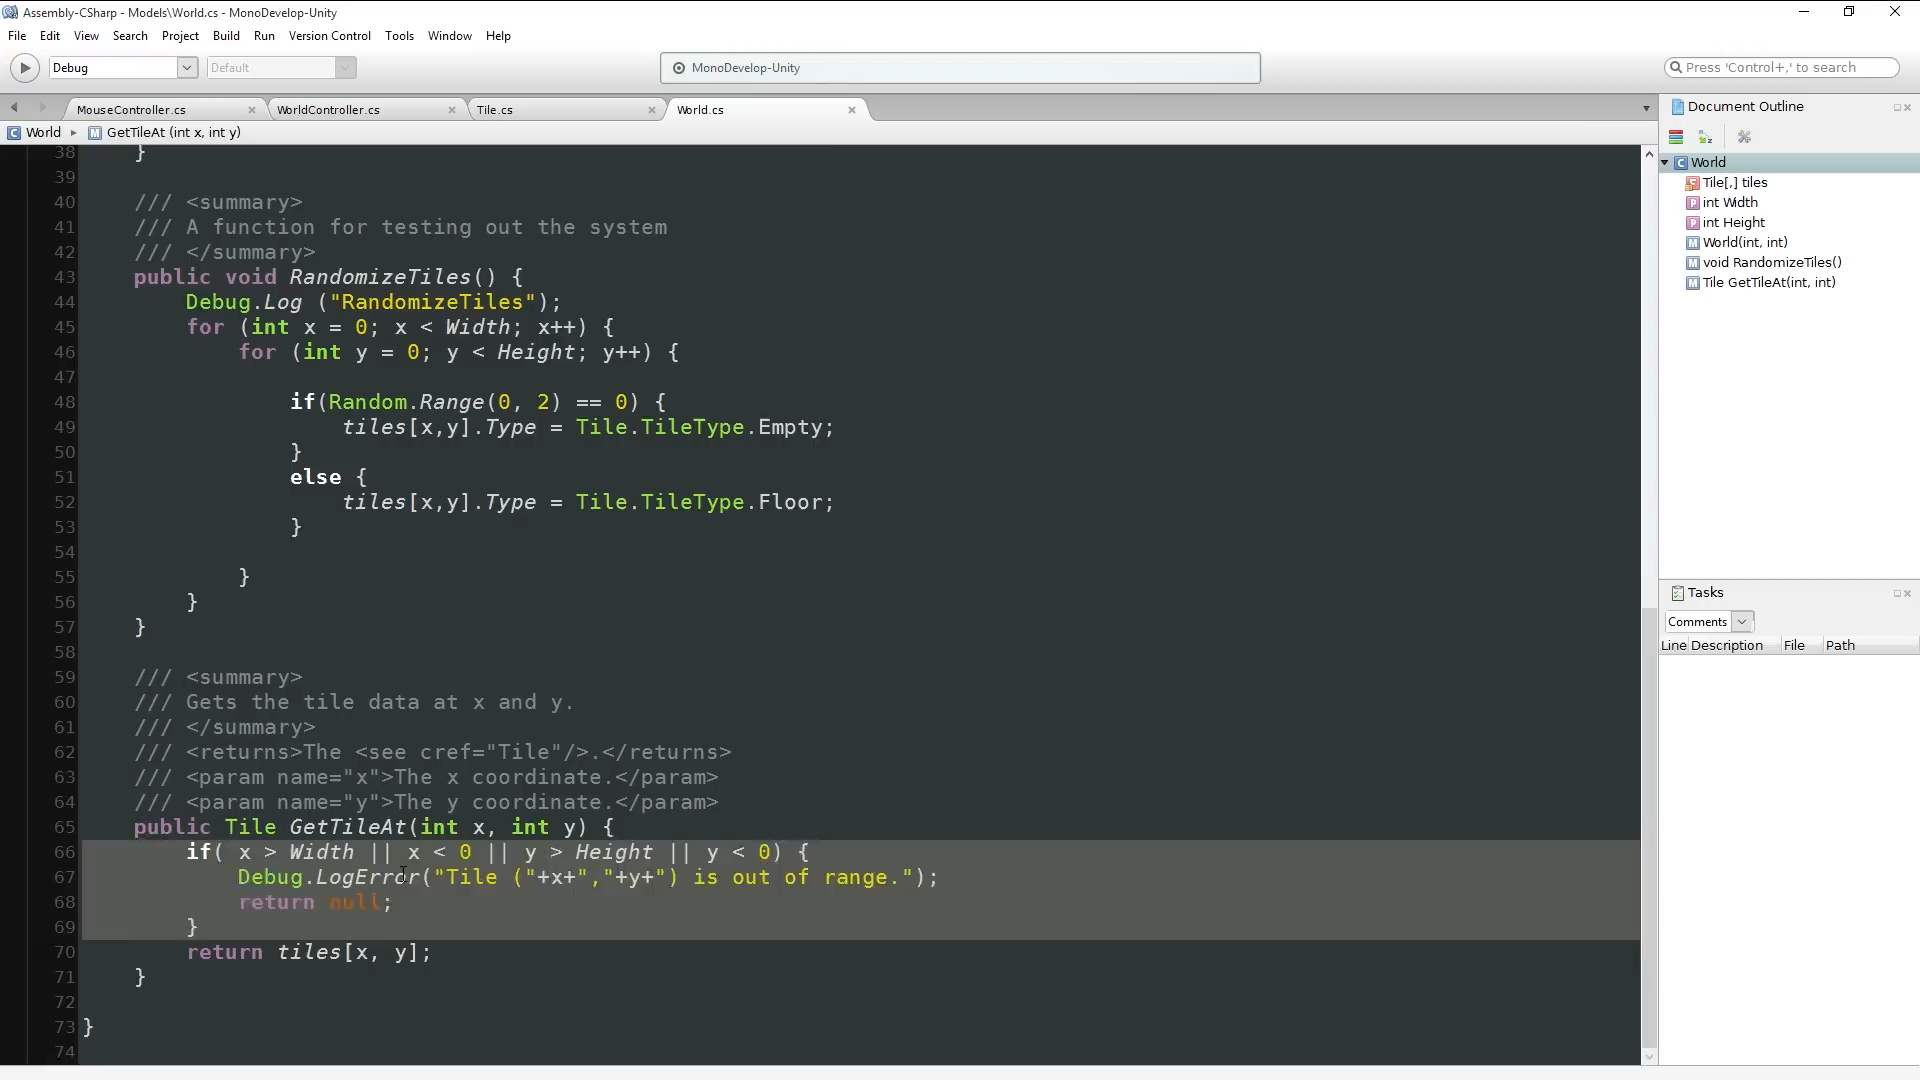 Assembly-CSharp - Models\World.cs - MonoDevelop-Unity
File Edit View Search Project Build Run Version Control Tools Window Help
Debug Default MonoDevelop-Unity Press 'Control+,' to search
MouseController.cs WorldController.cs Tile.cs World.cs
World GetTileAt (int x, int y)
38 }
39
40 /// <summary>
41 /// A function for testing out the system
42 /// </summary>
43 public void RandomizeTiles() {
44 Debug.Log ("RandomizeTiles");
45 for (int x = 0; x < Width; x++) {
46 for (int y = 0; y < Height; y++) {
47
48 if(Random.Range(0, 2) == 0) {
49 tiles[x,y].Type = Tile.TileType.Empty;
50 }
51 else {
52 tiles[x,y].Type = Tile.TileType.Floor;
53 }
54
55 }
56 }
57 }
58
59 /// <summary>
60 /// Gets the tile data at x and y.
61 /// </summary>
62 /// <returns>The <see cref="Tile"/>.</returns>
63 /// <param name="x">The x coordinate.</param>
64 /// <param name="y">The y coordinate.</param>
65 public Tile GetTileAt(int x, int y) {
66 if( x > Width || x < 0 || y > Height || y < 0) {
67 Debug.LogError("Tile ("+x+","+y+") is out of range.");
68 return null;
69 }
70 return tiles[x, y];
71 }
72
73 }
74
Document Outline
World
Tile[,] tiles
int Width
int Height
World(int, int)
void RandomizeTiles()
Tile GetTileAt(int, int)
Tasks
Comments
Line Description File Path